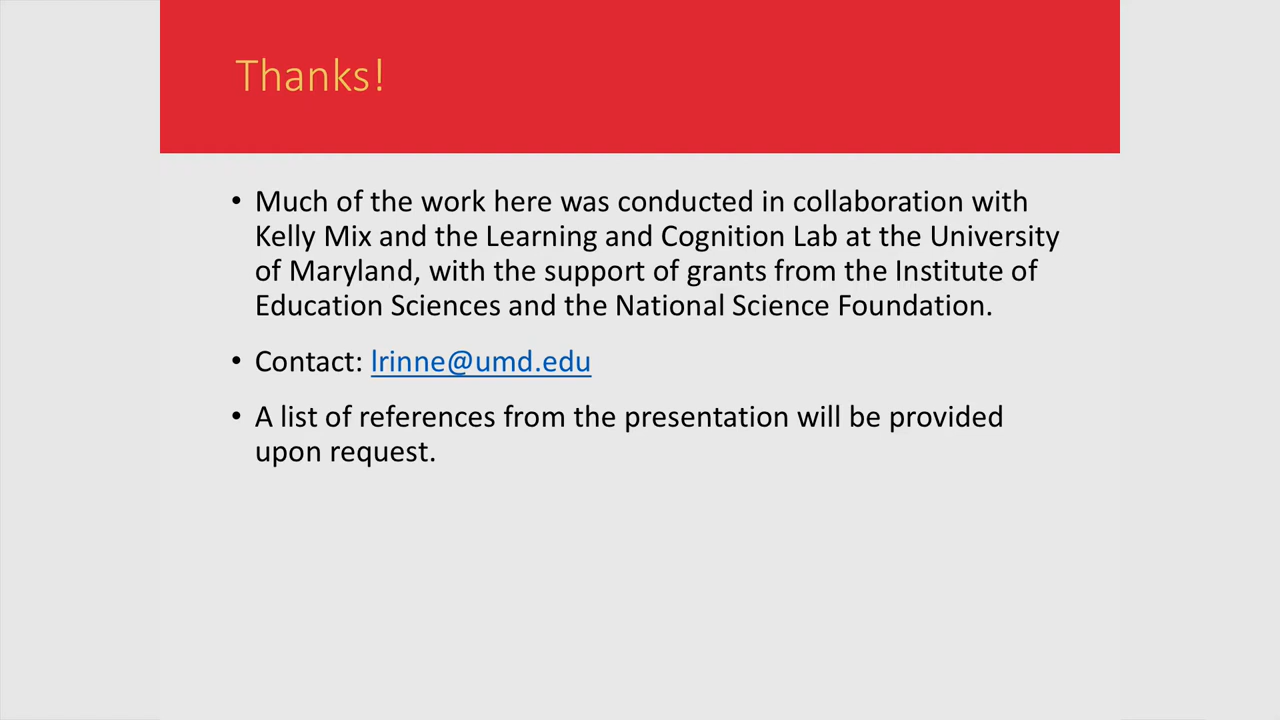 Thanks!
• Much of the work here was conducted in collaboration with
Kelly Mix and the Learning and Cognition Lab at the University
of Maryland, with the support of grants from the Institute of
Education Sciences and the National Science Foundation.
• Contact: lrinne@umd.edu
• A list of references from the presentation will be provided
upon request.